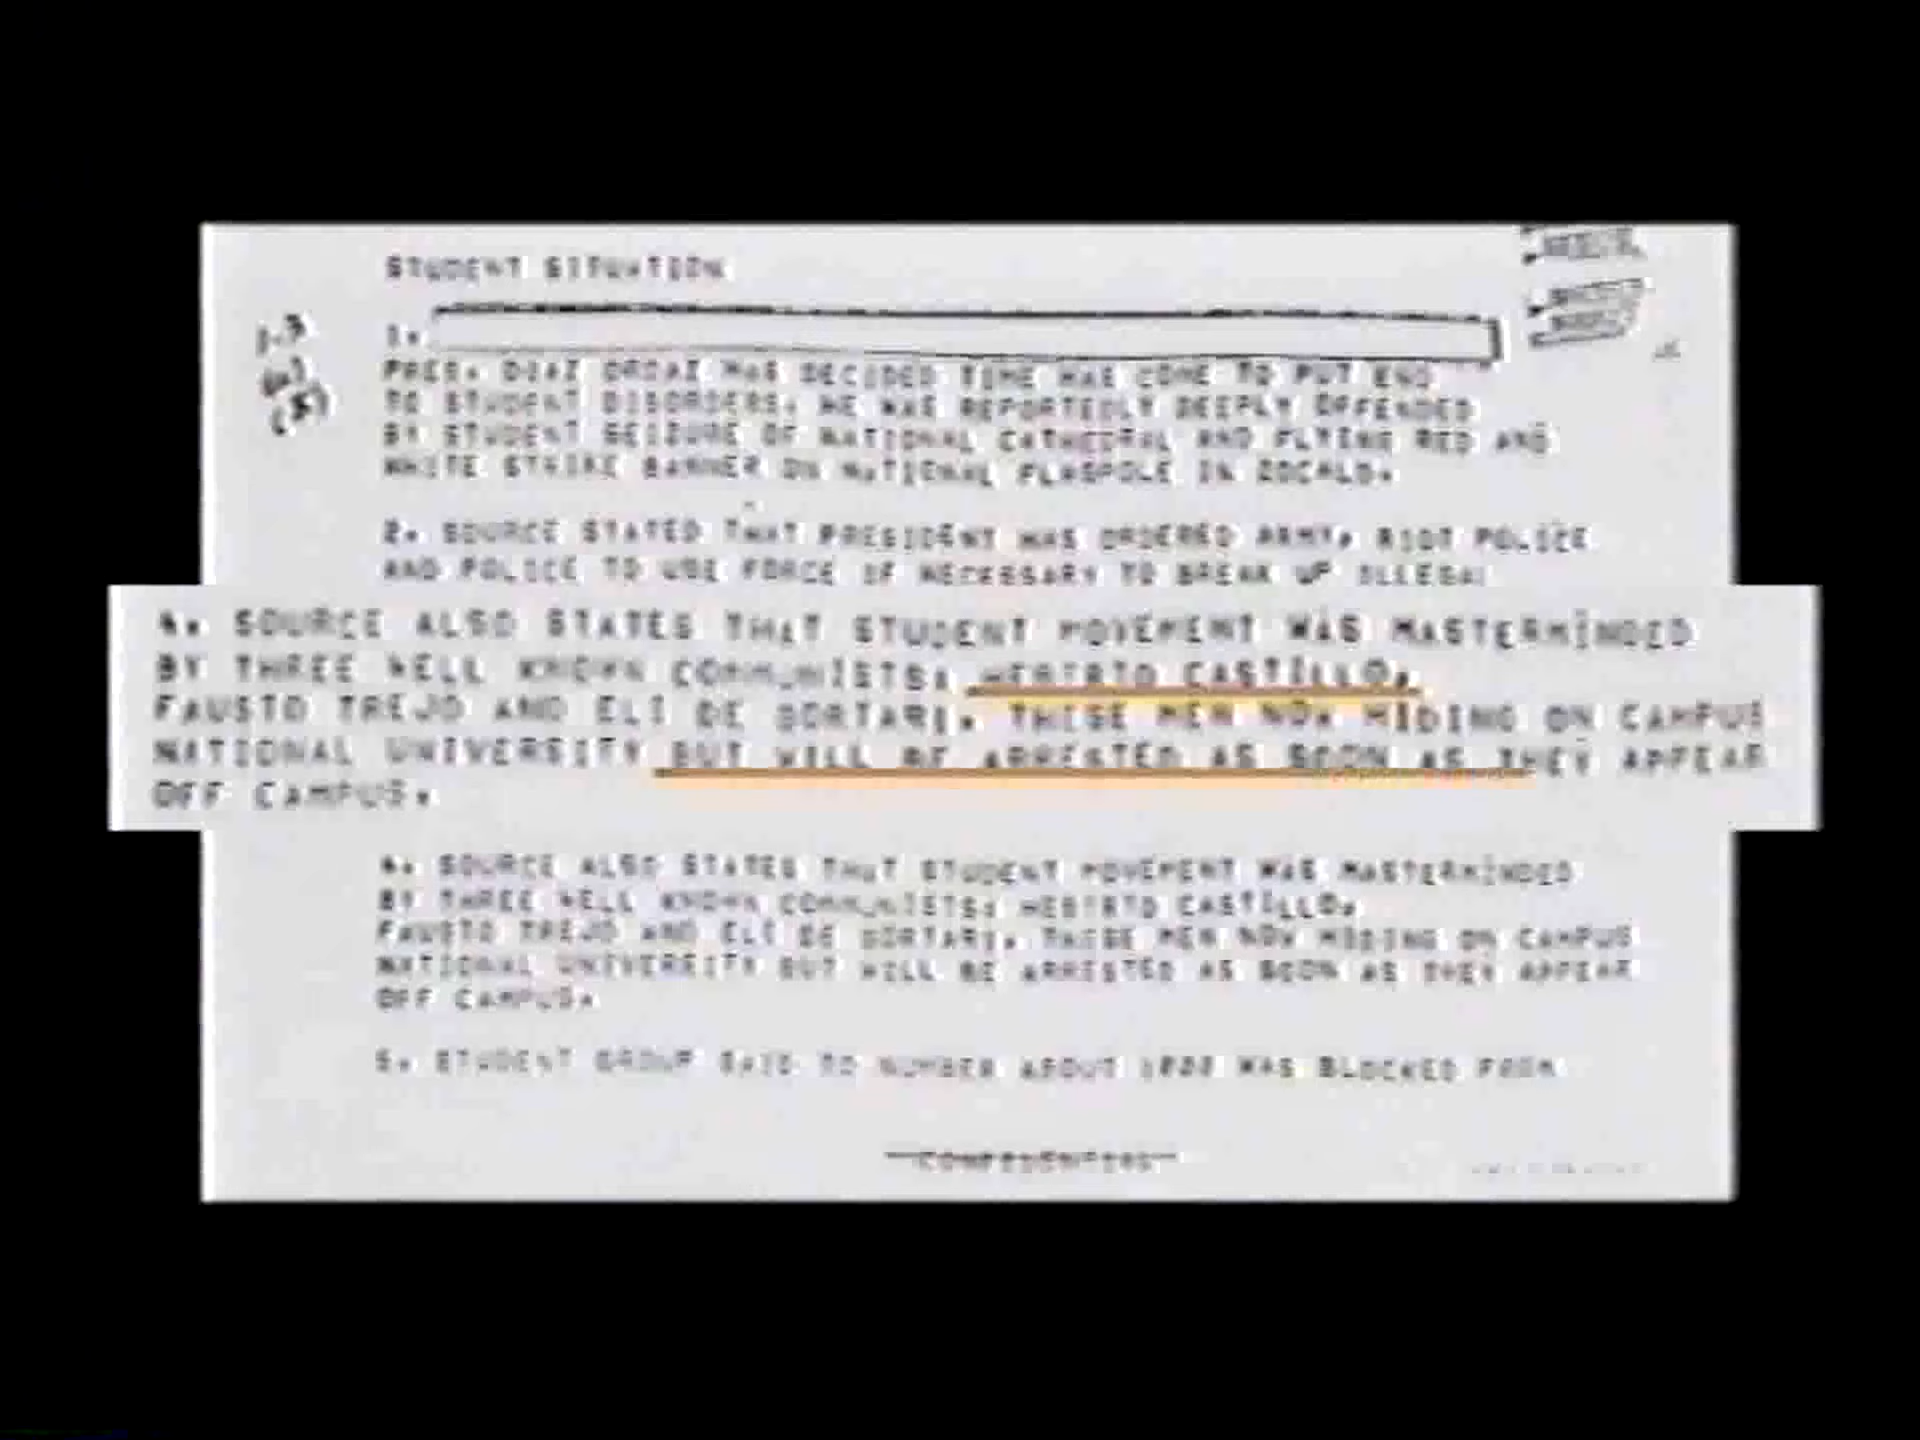 STUDENT SITUATION
1.
PRES. DIAZ ORDAZ HAS DECIDED TIME HAS COME TO PUT END
TO STUDENT DISORDERS. HE WAS REPORTEDLY DEEPLY OFFENDED
BY STUDENT SEIZURE OF NATIONAL CATHEDRAL AND FLYING RED AND
WHITE STRIKE BANNER ON NATIONAL FLAGPOLE IN ZOCALO.
2. SOURCE STATED THAT PRESIDENT HAS ORDERED ARMY, RIOT POLICE
AND POLICE TO USE FORCE IF NECESSARY TO BREAK UP ILLEGAL
4. SOURCE ALSO STATES THAT STUDENT MOVEMENT WAS MASTERMINDED
BY THREE WELL KNOWN COMMUNISTS: CASTILLO,
FAUSTO TREJO AND ELI DE GORTARI. THESE MEN NOW HIDING ON CAMPUS
NATIONAL UNIVERSITY BUT WILL BE ARRESTED AS SOON AS THEY APPEAR
OFF CAMPUS.
4. SOURCE ALSO STATES THAT STUDENT MOVEMENT WAS MASTERMINDED
BY THREE WELL KNOWN COMMUNISTS: CASTILLO,
FAUSTO TREJO AND ELI DE GORTARI. THESE MEN NOW HIDING ON CAMPUS
NATIONAL UNIVERSITY BUT WILL BE ARRESTED AS SOON AS THEY APPEAR
OFF CAMPUS.
5. STUDENT GROUP SAID TO NUMBER ABOUT 1000 WAS BLOCKED FROM
CONFIDENTIAL